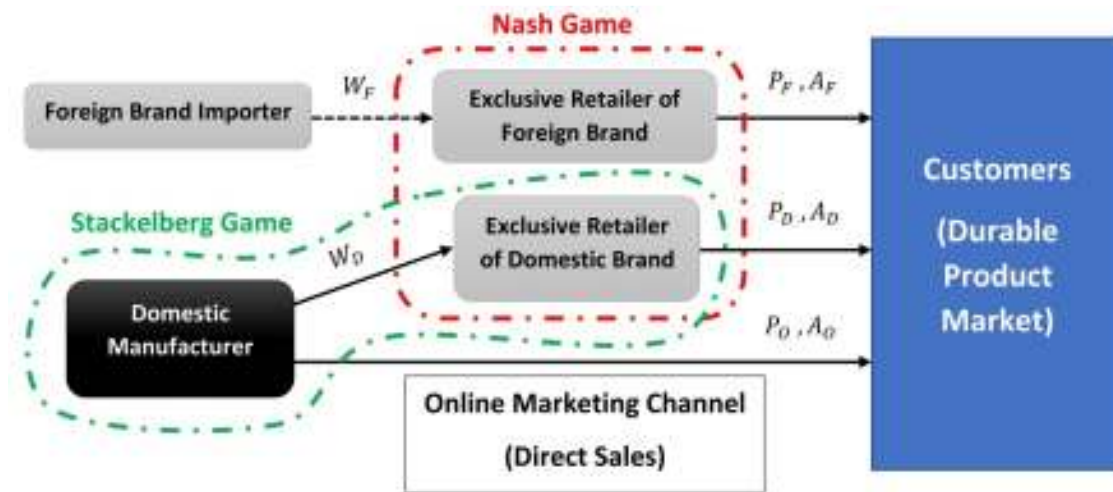 Nash Game
Foreign Brand Importer
W_F
Exclusive Retailer of
Foreign Brand
P_F , A_F
Customers
(Durable
Product
Market)
Stackelberg Game
W_D
Exclusive Retailer
of Domestic Brand
P_D , A_D
Domestic
Manufacturer
P_O , A_O
Online Marketing Channel
(Direct Sales)